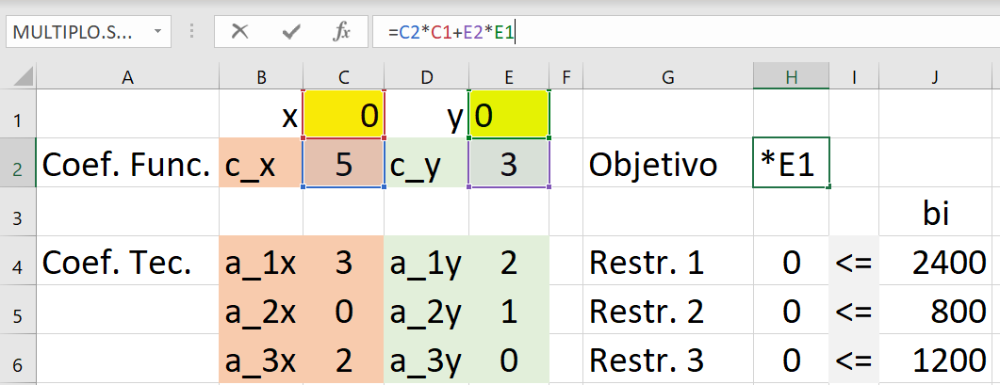 MULTIPLO.S... fx =C2*C1+E2*E1
A B C D E F G H I J
1 x 0 y 0
2 Coef. Func. c_x 5 c_y 3 Objetivo *E1
3 bi
4 Coef. Tec. a_1x 3 a_1y 2 Restr. 1 0 <= 2400
5 a_2x 0 a_2y 1 Restr. 2 0 <= 800
6 a_3x 2 a_3y 0 Restr. 3 0 <= 1200